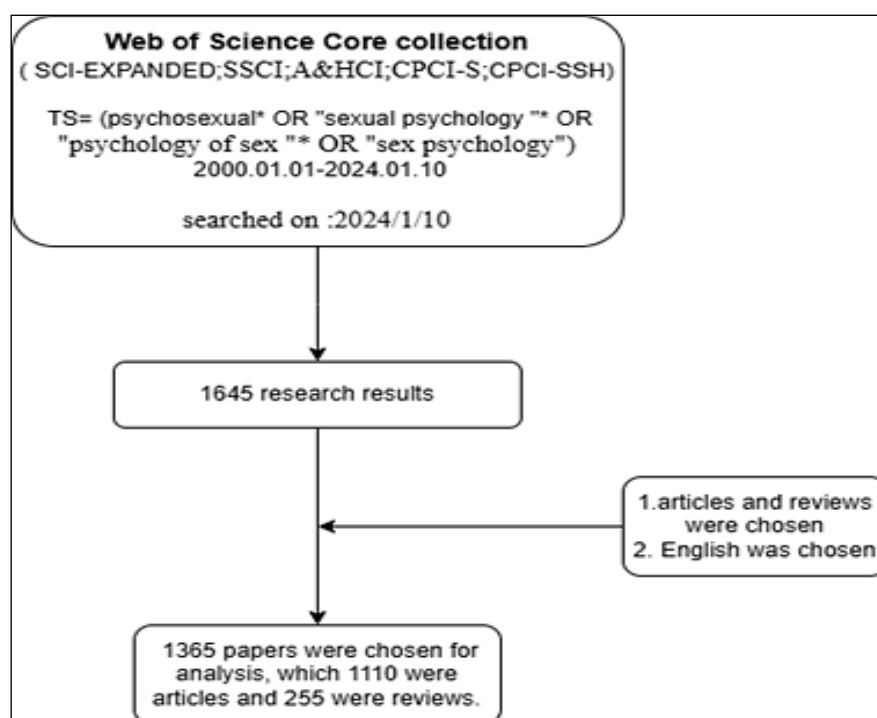 Web of Science Core collection
( SCI-EXPANDED;SSCI;A&HCI;CPCI-S;CPCI-SSH)
TS= (psychosexual* OR "sexual psychology "* OR
"psychology of sex "* OR "sex psychology")
2000.01.01-2024.01.10
searched on :2024/1/10
1645 research results
1.articles and reviews
were chosen
2. English was chosen
1365 papers were chosen for
analysis, which 1110 were
articles and 255 were reviews.